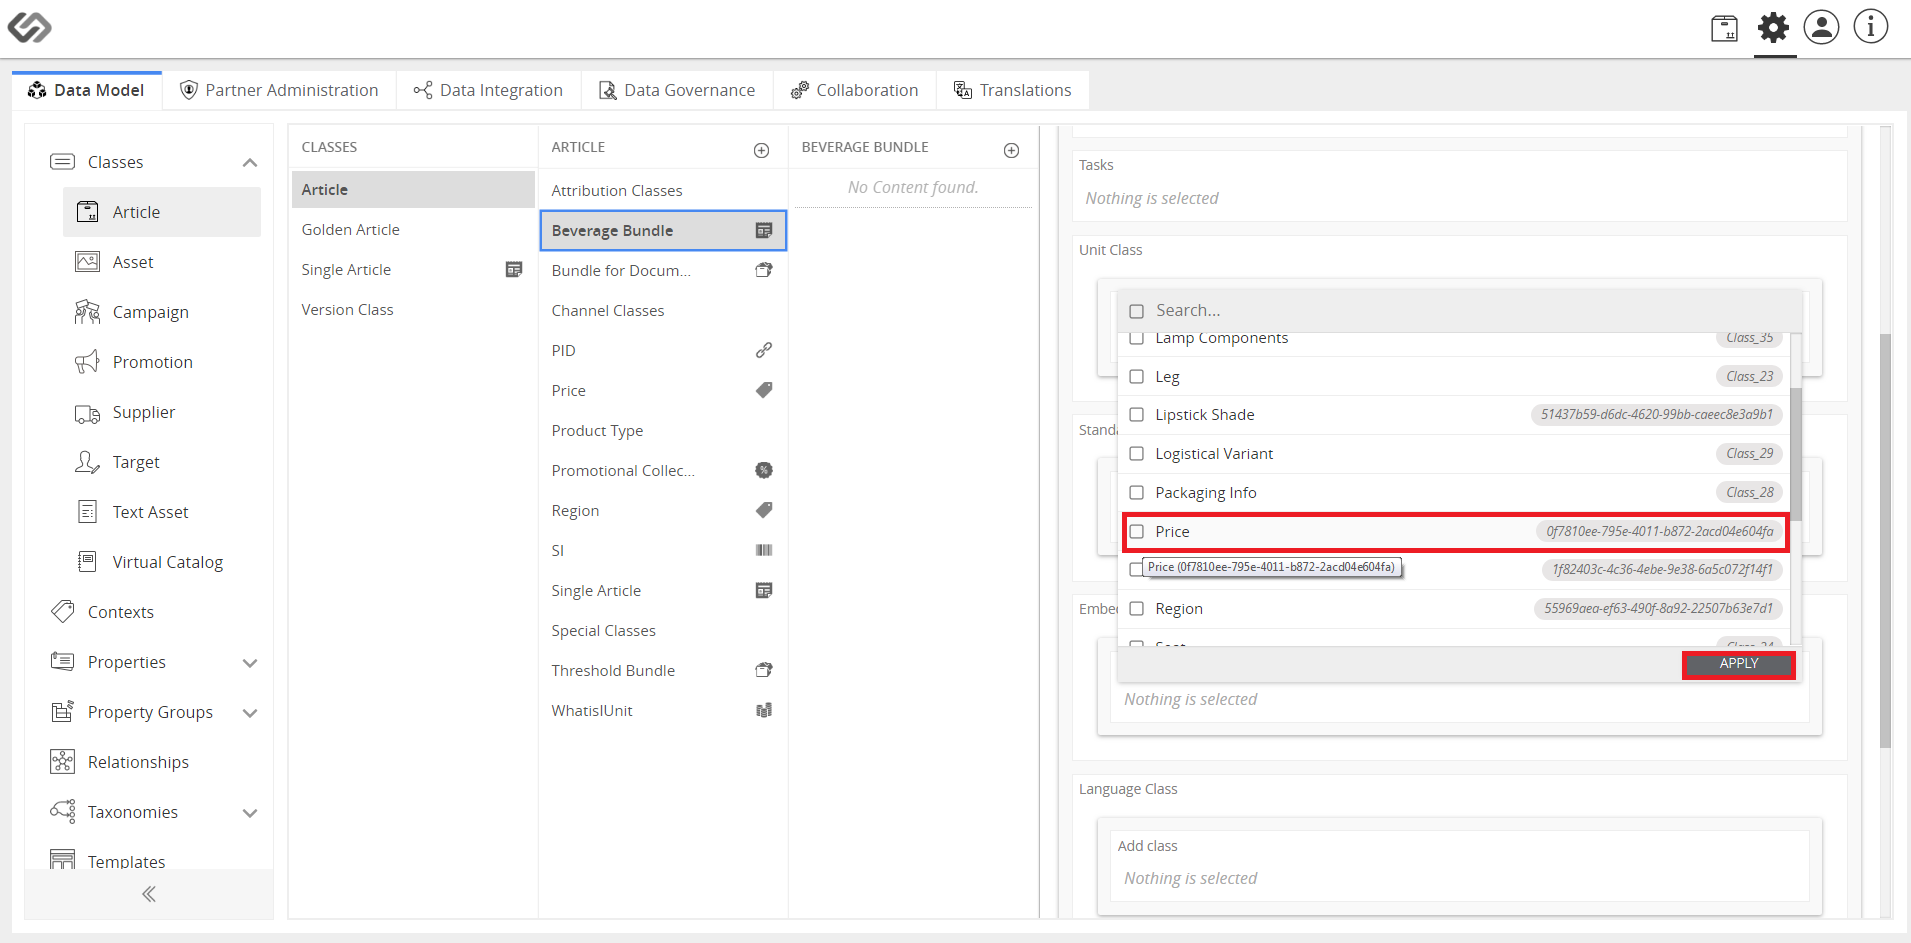 Data Model
Partner Administration
Data Integration
Data Governance
Collaboration
Translations
Classes
Article
Asset
Campaign
Promotion
Supplier
Target
Text Asset
Virtual Catalog
Contexts
Properties
Property Groups
Relationships
Taxonomies
Templates
CLASSES
Article
Golden Article
Single Article
Version Class
ARTICLE
Attribution Classes
Beverage Bundle
Bundle for Docum...
Channel Classes
PID
Price
Product Type
Promotional Collec...
Region
SI
Single Article
Special Classes
Threshold Bundle
WhatisIUnit
BEVERAGE BUNDLE
No Content found.
Tasks
Nothing is selected
Unit Class
Search...
Lamp Components Class_35
Leg Class_23
Lipstick Shade 51437b59-d6dc-4620-99bb-caeec8e3a9b1
Logistical Variant Class_29
Packaging Info Class_28
Price 0f7810ee-795e-4011-b872-2acd04e604fa
Price (0f7810ee-795e-4011-b872-2acd04e604fa)
1f82403c-4c36-4ebe-9e38-6a5c072f14f1
Region 55969aea-ef63-490f-8a92-22507b63e7d1
Class_24
APPLY
Standa
Embe
Nothing is selected
Language Class
Add class
Nothing is selected